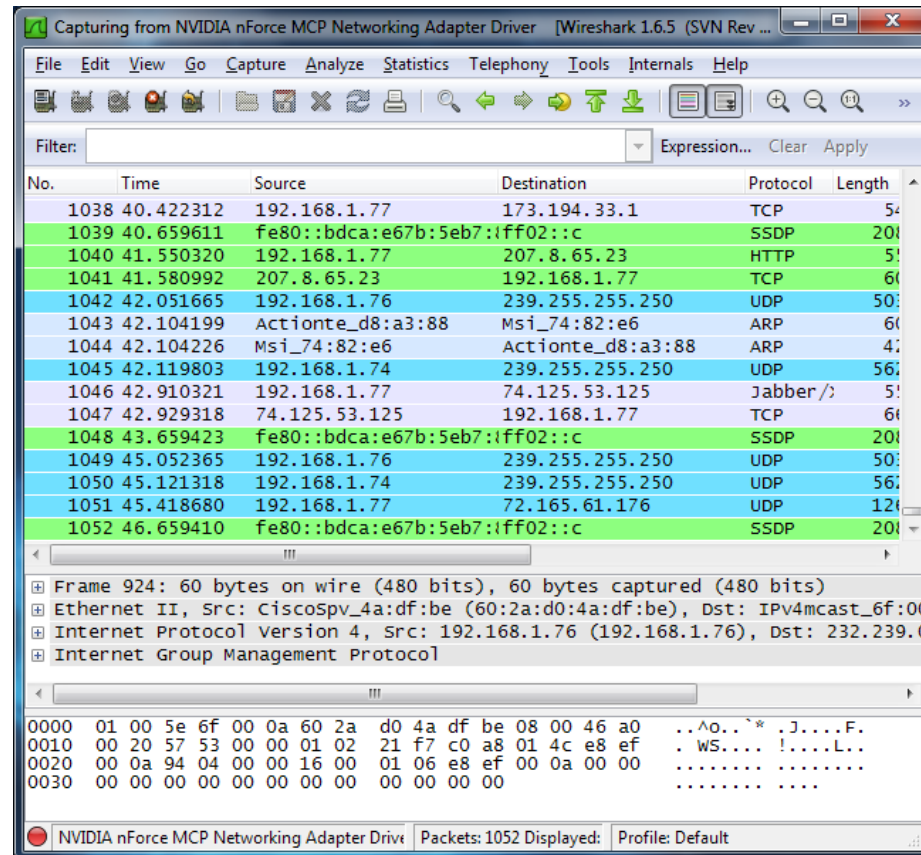 Capturing from NVIDIA nForce MCP Networking Adapter Driver [Wireshark 1.6.5 (SVN Rev ...
File Edit View Go Capture Analyze Statistics Telephony Tools Internals Help
Filter: Expression... Clear Apply
No. Time Source Destination Protocol Length
1038 40.422312 192.168.1.77 173.194.33.1 TCP
1039 40.659611 fe80::bdca:e67b:5eb7: ff02::c SSDP
1040 41.550320 192.168.1.77 207.8.65.23 HTTP
1041 41.580992 207.8.65.23 192.168.1.77 TCP
1042 42.051665 192.168.1.76 239.255.255.250 UDP
1043 42.104199 Actionte_d8:a3:88 Msi_74:82:e6 ARP
1044 42.104226 Msi_74:82:e6 Actionte_d8:a3:88 ARP
1045 42.119803 192.168.1.74 239.255.255.250 UDP 562
1046 42.910321 192.168.1.77 74.125.53.125 Jabber/
1047 42.929318 74.125.53.125 192.168.1.77 TCP
1048 43.659423 fe80::bdca:e67b:5eb7: ff02::c SSDP
1049 45.052365 192.168.1.76 239.255.255.250 UDP
1050 45.121318 192.168.1.74 239.255.255.250 UDP 562
1051 45.418680 192.168.1.77 72.165.61.176 UDP
1052 46.659410 fe80::bdca:e67b:5eb7: ff02::c SSDP
Frame 924: 60 bytes on wire (480 bits), 60 bytes captured (480 bits)
Ethernet II, Src: CiscoSpv_4a:df:be (60:2a:d0:4a:df:be), Dst: IPv4mcast_6f:0
Internet Protocol Version 4, Src: 192.168.1.76 (192.168.1.76), Dst: 232.239.
Internet Group Management Protocol
0000 01 00 5e 6f 00 0a 60 2a d0 4a df be 08 00 46 a0 ..^o..`* .J....F.
0010 00 20 57 53 00 00 01 02 21 f7 c0 a8 01 4c e8 ef . WS.... !....L..
0020 00 0a 94 04 00 00 16 00 01 06 e8 ef 00 0a 00 00 ........ ........
0030 00 00 00 00 00 00 00 00 00 00 00 00 ........ ....
NVIDIA nForce MCP Networking Adapter Drive Packets: 1052 Displayed: Profile: Default